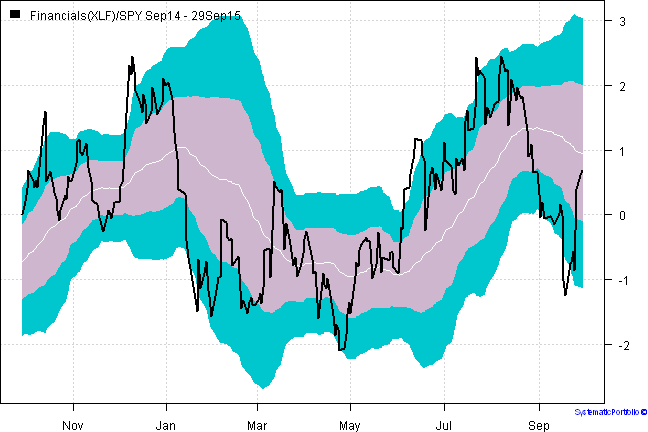 Financials(XLF)/SPY Sep14 - 29Sep15
3
2
1
0
-1
-2
Nov
Jan
Mar
May
Jul
Sep
SystematicPortfolio ©